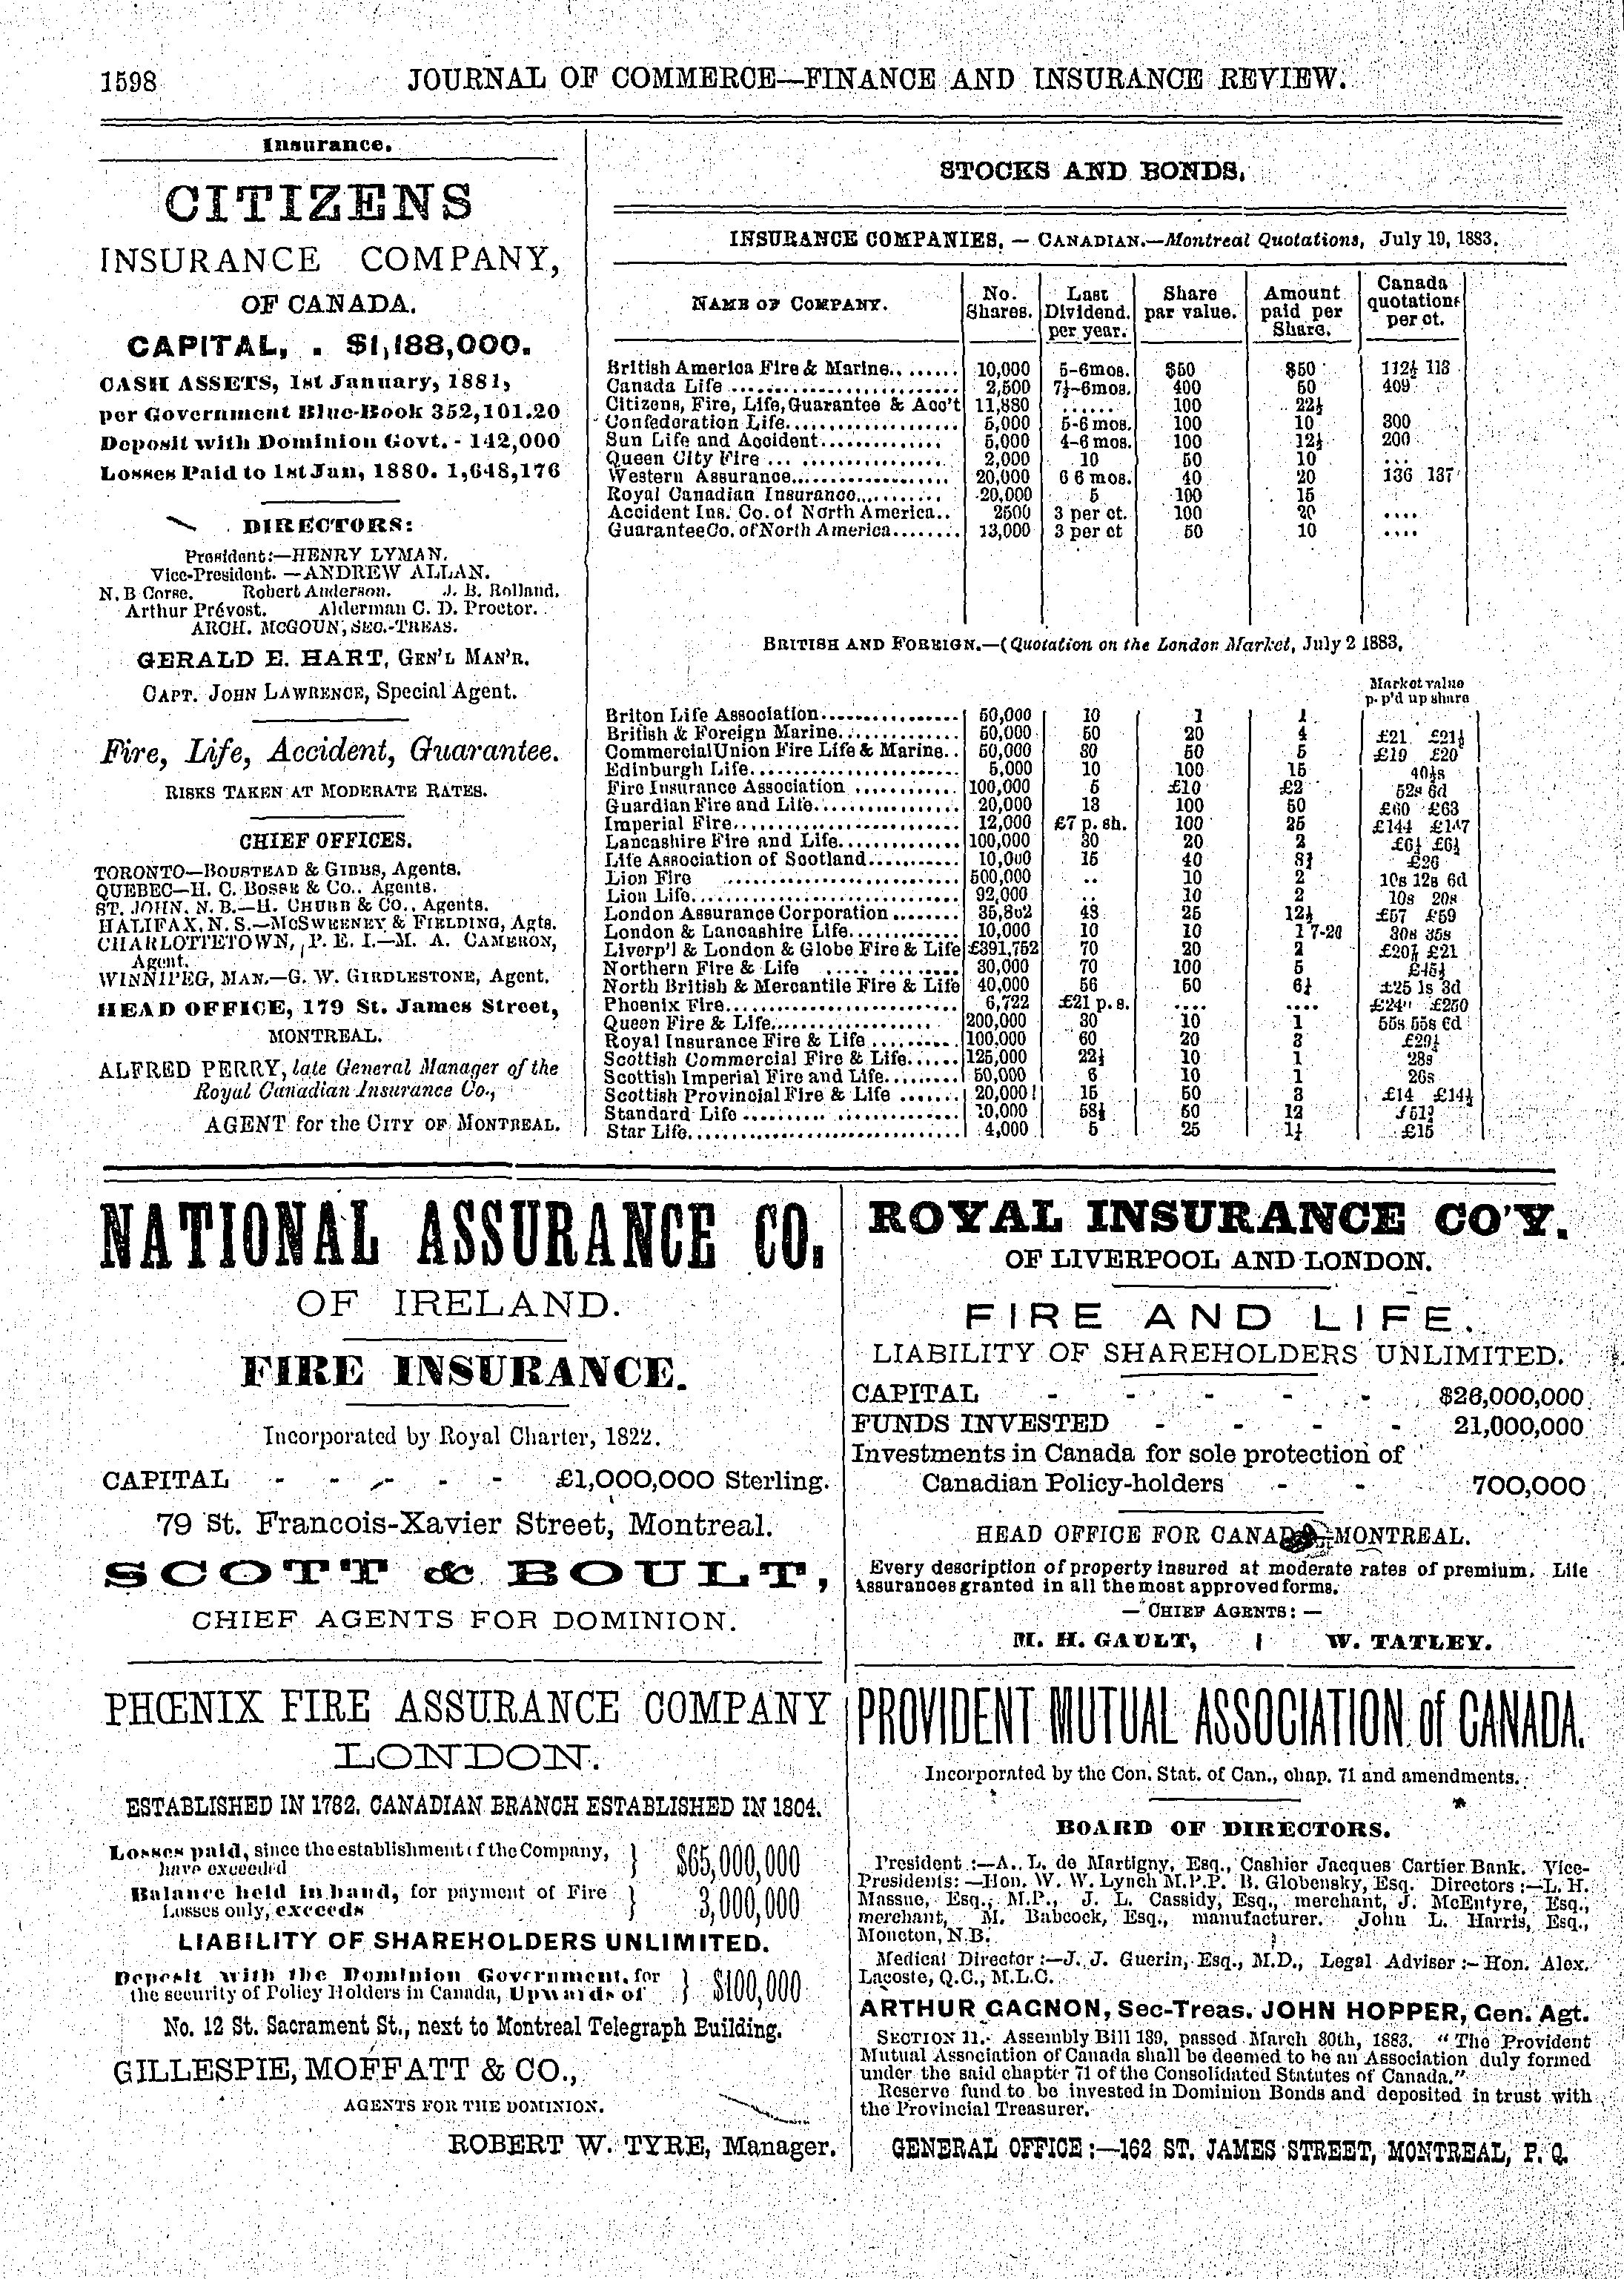 1598 JOURNAL OF COMMERCE—FINANCE AND INSURANCE REVIEW.
Insurance.
CITIZENS
INSURANCE COMPANY,
OF CANADA.
CAPITAL, . $1,188,000.
CASH ASSETS, 1st January, 1881,
per Government Blue-Book 352,101.20
Deposit with Dominion Govt. - 142,000
Losses Paid to 1st Jan, 1880. 1,648,176
DIRECTORS:
President:—HENRY LYMAN.
Vice-President.—ANDREW ALLAN.
N. B Corse. Robert Anderson. J. B. Rolland.
Arthur Prévost. Alderman C. D. Proctor.
ARCH. McGOUN, SEC.-TREAS.
GERALD E. HART, GEN'L MAN'R.
CAPT. JOHN LAWRENCE, Special Agent.
Fire, Life, Accident, Guarantee.
RISKS TAKEN AT MODERATE RATES.
CHIEF OFFICES.
TORONTO—BOUSTEAD & GIBBS, Agents.
QUEBEC—H. C. BOSSE & Co., Agents.
ST. JOHN, N. B.—H. CHUBB & Co., Agents.
HALIFAX, N. S.—MCSWEENEY & FIELDING, Agts.
CHARLOTTETOWN, P. E. I.—M. A. CAMERON,
Agent.
WINNIPEG, MAN.—G. W. GIRDLESTONE, Agent.
HEAD OFFICE, 179 St. James Street,
MONTREAL.
ALFRED PERRY, late General Manager of the
Royal Canadian Insurance Co.,
AGENT for the CITY OF MONTREAL.
STOCKS AND BONDS.
INSURANCE COMPANIES. — CANADIAN.—Montreal Quotations, July 19, 1883.
NAME OF COMPANY. No. Shares. Last Dividend. per year. Share par value. Amount paid per Share. Canada quotations per ct.
British America Fire & Marine.. 10,000 5-6mos. $50 $50 112½ 113
Canada Life 2,500 7½-6mos. 400 50 409
Citizens, Fire, Life, Guarantee & Acc't 11,880 ...... 100 22½
Confederation Life 5,000 5-6 mos. 100 10 300
Sun Life and Accident 5,000 4-6 mos. 100 12½ 200
Queen City Fire 2,000 10 50 10 ...
Western Assurance 20,000 6 6 mos. 40 20 136 137
Royal Canadian Insurance 20,000 5 100 15
Accident Ins. Co. of North America.. 2500 3 per ct. 100 20 ....
Guarantee Co. of North America 13,000 3 per ct 50 10 ....
BRITISH AND FOREIGN.—(Quotation on the London Market, July 2 1883,
Market value
p. p'd up share
Briton Life Association 50,000 10 1 1
British & Foreign Marine 50,000 50 20 4 £21 £21½
Commercial Union Fire Life & Marine.. 50,000 30 50 5 £19 £20
Edinburgh Life 5,000 10 100 15 40½s
Fire Insurance Association 100,000 5 £10 £2 52s 6d
Guardian Fire and Life 20,000 13 100 50 £60 £63
Imperial Fire 12,000 £7 p. sh. 100 25 £144 £147
Lancashire Fire and Life 100,000 30 20 2
Life Association of Scotland 10,000 15 40 £26
Lion Fire 500,000 .. 10 2 10s 12s 6d
Lion Life 92,000 .. 10 2 10s 20s
London Assurance Corporation 35,862 48 25 12½ £57 £59
London & Lancashire Life 10,000 10 10 1 7-20 30s 35s
Liverp'l & London & Globe Fire & Life £391,752 70 20 2 £20½ £21
Northern Fire & Life 30,000 70 100 5 £45½
North British & Mercantile Fire & Life 40,000 56 50 6¼ £25 1s 3d
Phoenix Fire 6,722 £21 p. s. .... .... £250
Queen Fire & Life 200,000 30 10 1 55s 55s 6d
Royal Insurance Fire & Life 100,000 60 20 3 £29½
Scottish Commercial Fire & Life 125,000 22½ 10 1 28s
Scottish Imperial Fire and Life 50,000 6 10 1 26s
Scottish Provincial Fire & Life 20,000 15 50 3 £14 £14½
Standard Life 10,000 58½ 50 12
Star Life 4,000 5 25 1¼ £15
NATIONAL ASSURANCE CO.
OF IRELAND.
FIRE INSURANCE.
Incorporated by Royal Charter, 1822.
CAPITAL - - - - - £1,000,000 Sterling.
79 St. Francois-Xavier Street, Montreal.
SCOTT & BOULT,
CHIEF AGENTS FOR DOMINION.
ROYAL INSURANCE CO'Y.
OF LIVERPOOL AND LONDON.
FIRE AND LIFE.
LIABILITY OF SHAREHOLDERS UNLIMITED.
CAPITAL - - - - - $26,000,000
FUNDS INVESTED - - - - 21,000,000
Investments in Canada for sole protection of
Canadian Policy-holders - - 700,000
HEAD OFFICE FOR CANADA—MONTREAL.
Every description of property insured at moderate rates of premium. Life
Assurances granted in all the most approved forms.
— CHIEF AGENTS: —
M. H. GAULT, | W. TATLEY.
PHŒNIX FIRE ASSURANCE COMPANY
LONDON.
ESTABLISHED IN 1782. CANADIAN BRANCH ESTABLISHED IN 1804.
Losses paid, since the establishment of the Company,
have exceeded } $65,000,000
Balance held in hand, for payment of Fire
Losses only, exceeds } 3,000,000
LIABILITY OF SHAREHOLDERS UNLIMITED.
Deposit with the Dominion Government, for
the security of Policy Holders in Canada, Upwards of } $100,000
No. 12 St. Sacrament St., next to Montreal Telegraph Building.
GILLESPIE, MOFFATT & CO.,
AGENTS FOR THE DOMINION.
ROBERT W. TYRE, Manager.
PROVIDENT MUTUAL ASSOCIATION of CANADA.
Incorporated by the Con. Stat. of Can., chap. 71 and amendments.
BOARD OF DIRECTORS.
President:—A. L. de Martigny, Esq., Cashier Jacques Cartier Bank. Vice-
Presidents:—Hon. W. W. Lynch M.P.P. B. Globensky, Esq. Directors:—L. H.
Massue, Esq., M.P., J. L. Cassidy, Esq., merchant, J. McEntyre, Esq.,
merchant, M. Babcock, Esq., manufacturer. John L. Harris, Esq.,
Moncton, N.B.
Medical Director:—J. J. Guerin, Esq., M.D., Legal Adviser:—Hon. Alex.
Lacoste, Q.C., M.L.C.
ARTHUR GAGNON, Sec-Treas. JOHN HOPPER, Gen. Agt.
SECTION 11.- Assembly Bill 139, passed March 30th, 1883. "The Provident
Mutual Association of Canada shall be deemed to be an Association duly formed
under the said chapter 71 of the Consolidated Statutes of Canada."
Reserve fund to be invested in Dominion Bonds and deposited in trust with
the Provincial Treasurer.
GENERAL OFFICE:—162 ST. JAMES STREET, MONTREAL, P. Q.